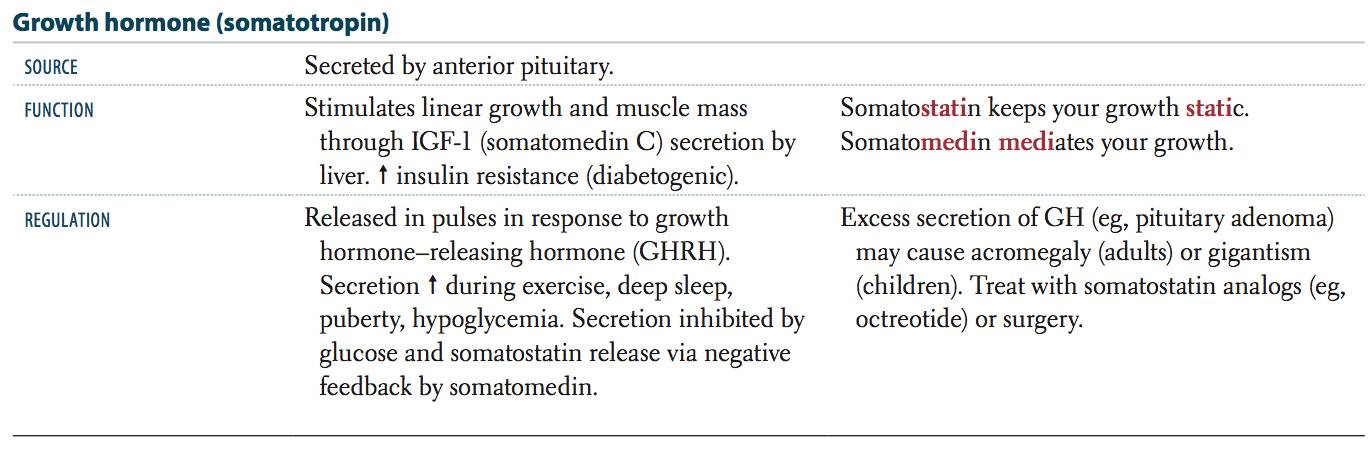 Growth hormone (somatotropin)
SOURCE
Secreted by anterior pituitary.
FUNCTION
Stimulates linear growth and muscle mass
through IGF-1 (somatomedin C) secretion by
liver. ↑ insulin resistance (diabetogenic).
Somatostatin keeps your growth static.
Somatomedin mediates your growth.
REGULATION
Released in pulses in response to growth
hormone–releasing hormone (GHRH).
Secretion ↑ during exercise, deep sleep,
puberty, hypoglycemia. Secretion inhibited by
glucose and somatostatin release via negative
feedback by somatomedin.
Excess secretion of GH (eg, pituitary adenoma)
may cause acromegaly (adults) or gigantism
(children). Treat with somatostatin analogs (eg,
octreotide) or surgery.